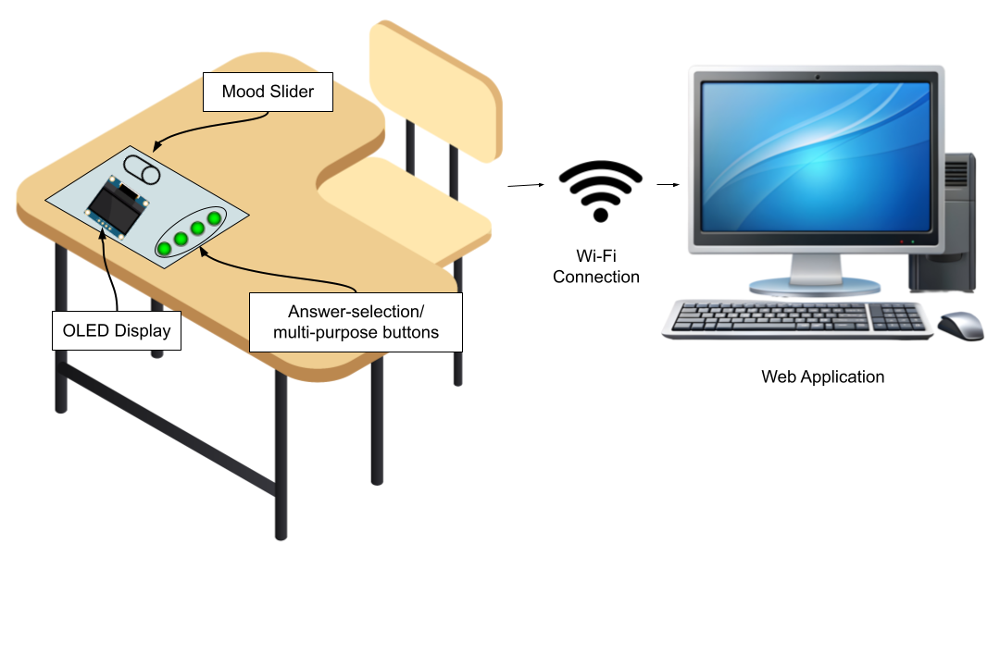 Mood Slider
OLED Display
Answer-selection/
multi-purpose buttons
Wi-Fi
Connection
Web Application